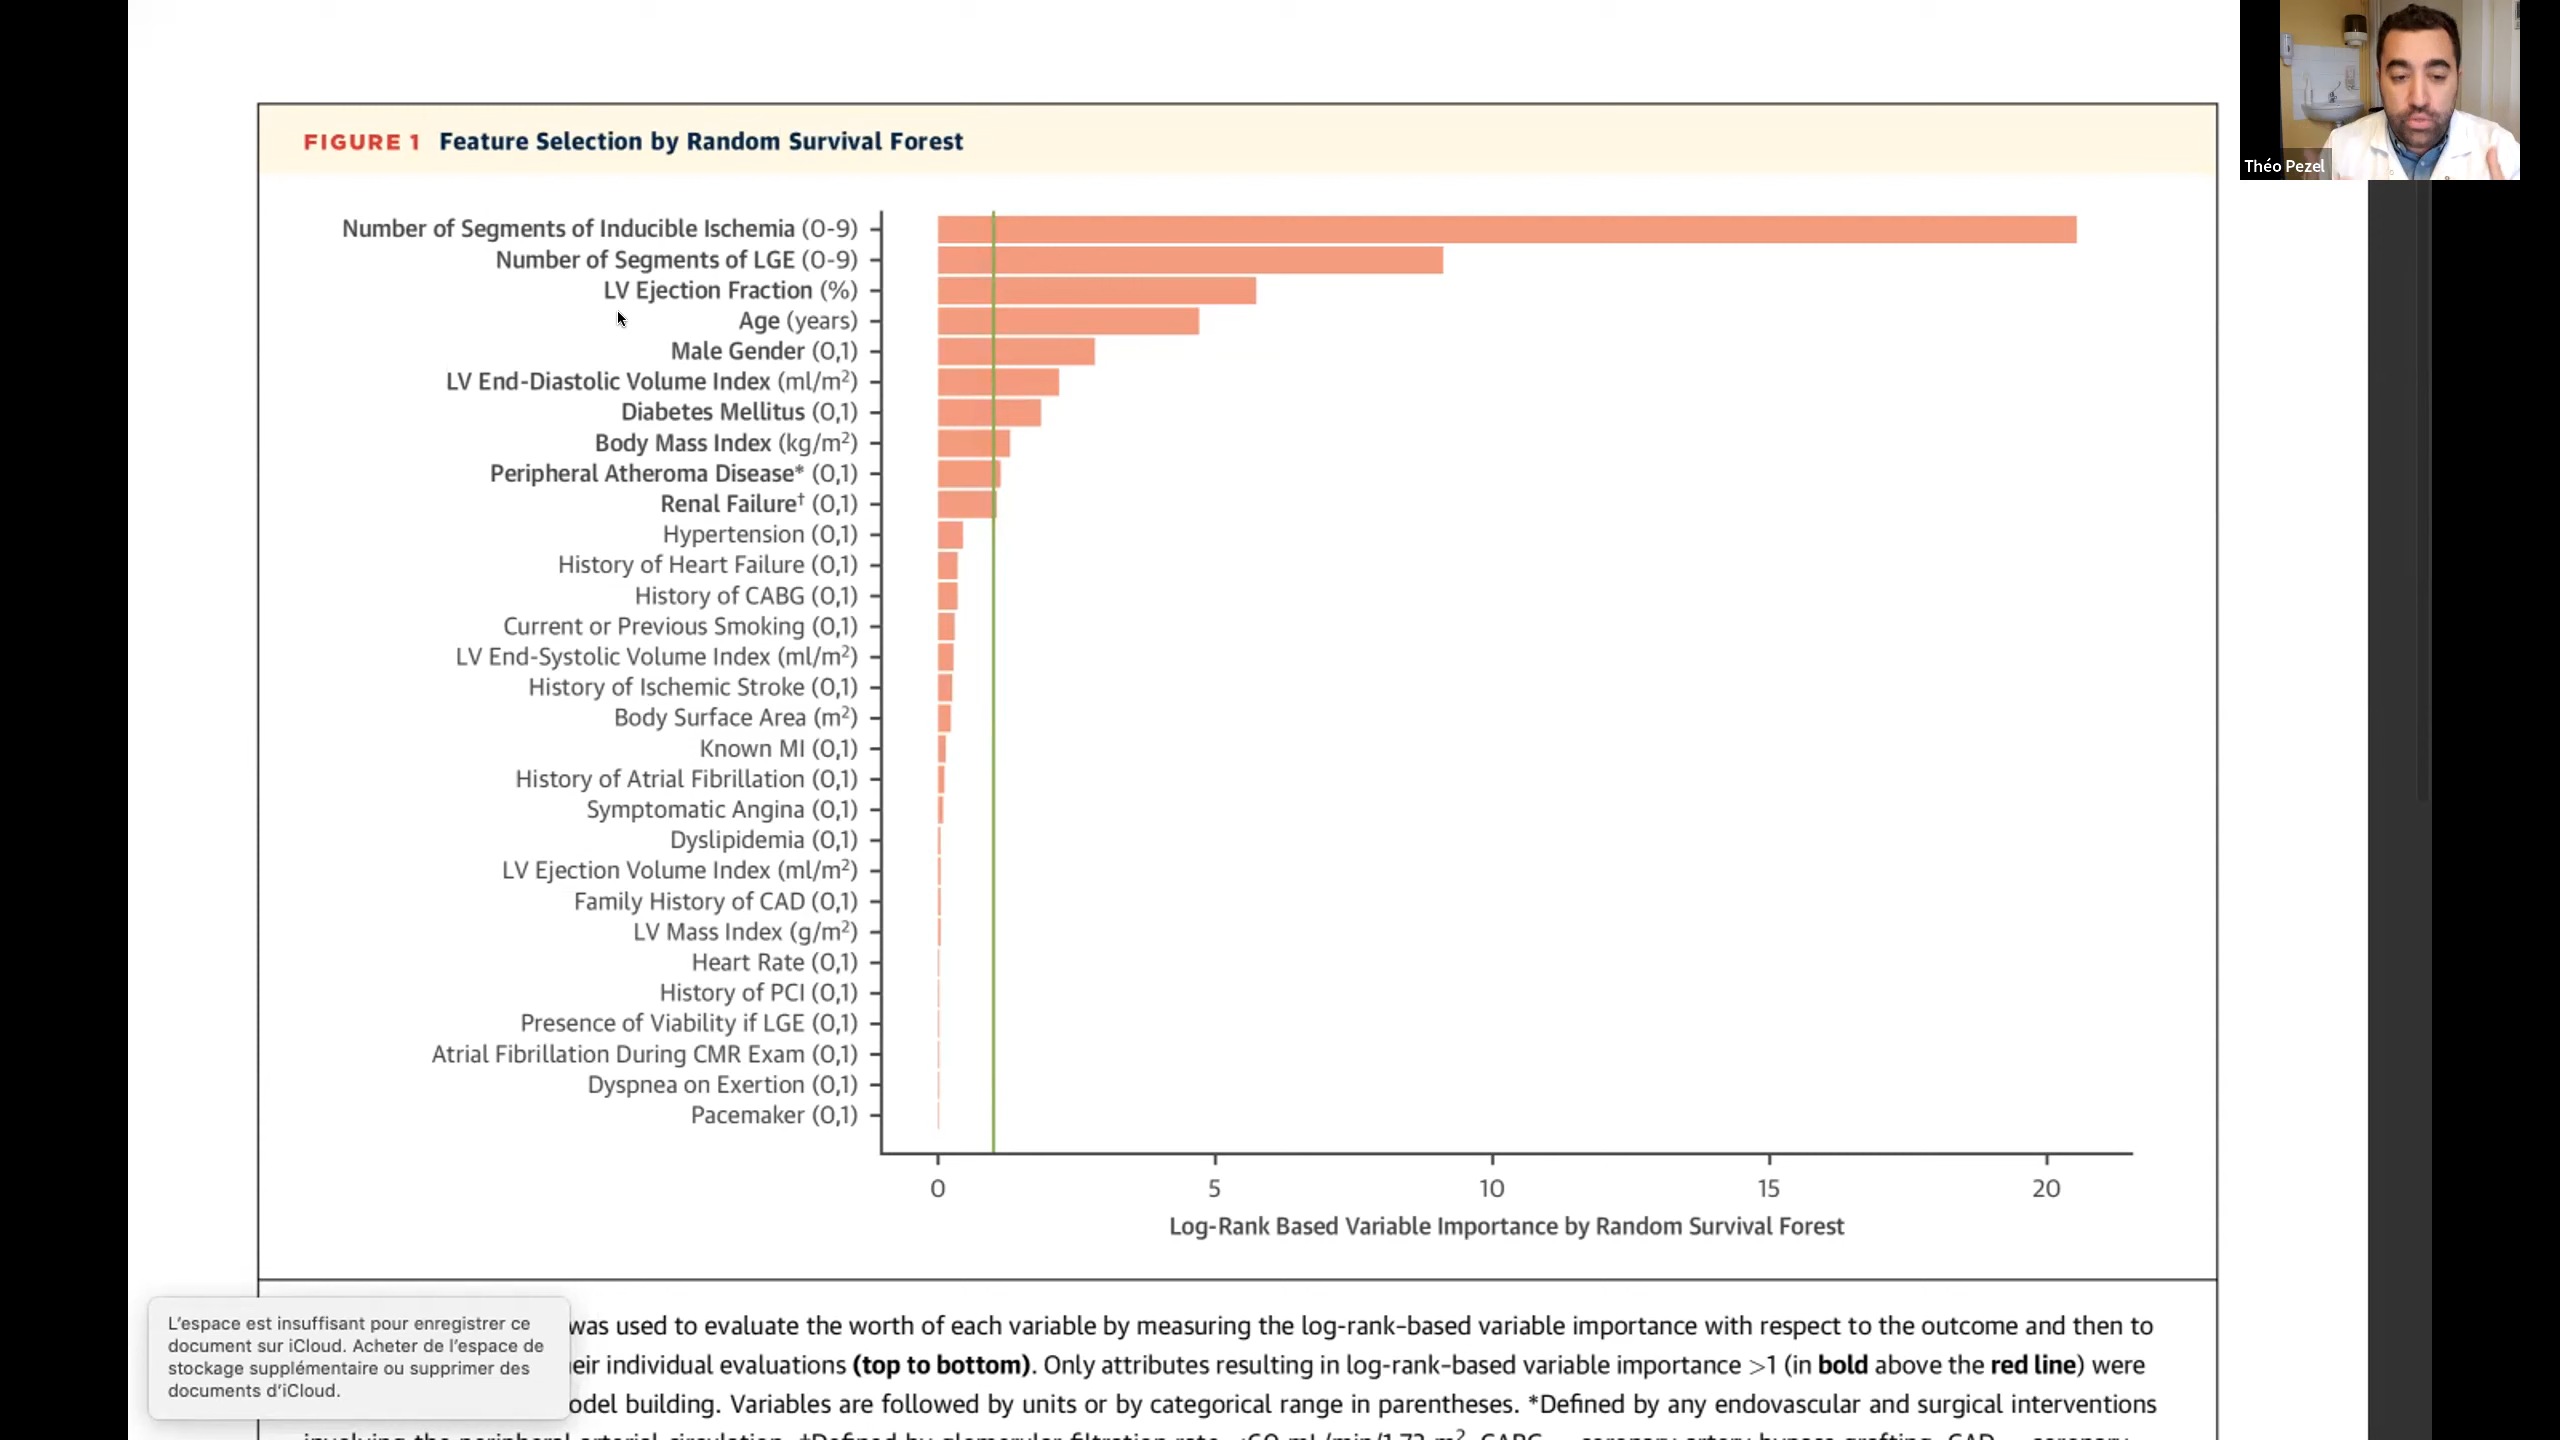 FIGURE 1 Feature Selection by Random Survival Forest
Théo Pezel
Number of Segments of Inducible Ischemia (0-9)
Number of Segments of LGE (0-9)
LV Ejection Fraction (%)
Age (years)
Male Gender (0,1)
LV End-Diastolic Volume Index (ml/m²)
Diabetes Mellitus (0,1)
Body Mass Index (kg/m²)
Peripheral Atheroma Disease* (0,1)
Renal Failure† (0,1)
Hypertension (0,1)
History of Heart Failure (0,1)
History of CABG (0,1)
Current or Previous Smoking (0,1)
LV End-Systolic Volume Index (ml/m²)
History of Ischemic Stroke (0,1)
Body Surface Area (m²)
Known MI (0,1)
History of Atrial Fibrillation (0,1)
Symptomatic Angina (0,1)
Dyslipidemia (0,1)
LV Ejection Volume Index (ml/m²)
Family History of CAD (0,1)
LV Mass Index (g/m²)
Heart Rate (0,1)
History of PCI (0,1)
Presence of Viability if LGE (0,1)
Atrial Fibrillation During CMR Exam (0,1)
Dyspnea on Exertion (0,1)
Pacemaker (0,1)
0 5 10 15 20
Log-Rank Based Variable Importance by Random Survival Forest
L'espace est insuffisant pour enregistrer ce
document sur iCloud. Acheter de l'espace de
stockage supplémentaire ou supprimer des
documents d'iCloud.
was used to evaluate the worth of each variable by measuring the log-rank–based variable importance with respect to the outcome and then to
eir individual evaluations (top to bottom). Only attributes resulting in log-rank–based variable importance >1 (in bold above the red line) were
odel building. Variables are followed by units or by categorical range in parentheses. *Defined by any endovascular and surgical interventions